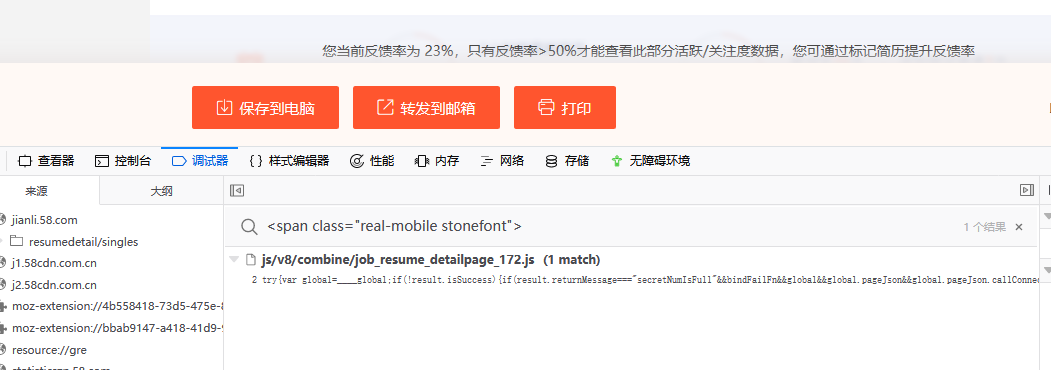 您当前反馈率为 23%，只有反馈率>50%才能查看此部分活跃/关注度数据，您可通过标记简历提升反馈率
保存到电脑 转发到邮箱 打印
查看器 控制台 调试器 {} 样式编辑器 性能 内存 网络 存储 无障碍环境
来源 大纲
jianli.58.com
resumedetail/singles
j1.58cdn.com.cn
j2.58cdn.com.cn
moz-extension://4b558418-73d5-475e-8
moz-extension://bbab9147-a418-41d9-9
resource://gre
<span class="real-mobile stonefont"> 1 个结果 ×
js/v8/combine/job_resume_detailpage_172.js (1 match)
2 try{var global=____global;if(!result.isSuccess){if(result.returnMessage==="secretNumIsFull"&&bindFailFn&&global&&global.pageJson&&global.pageJson.callConne